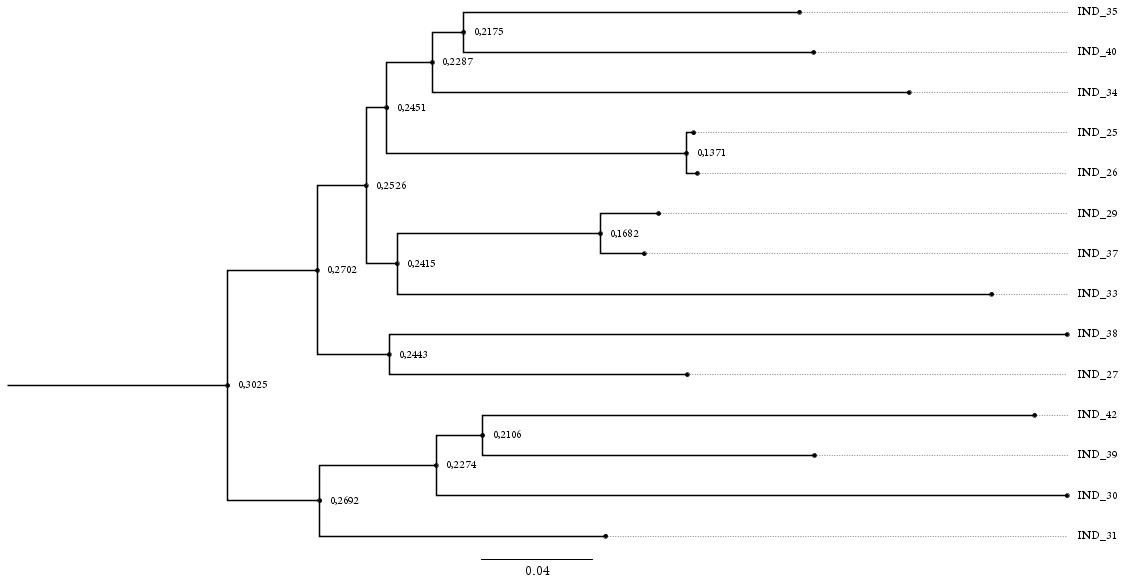 IND_35
0,2175
IND_40
0,2287
IND_34
0,2451
IND_25
0,1371
IND_26
0,2526
IND_29
0,1682
IND_37
0,2415
0,2702
IND_33
IND_38
0,2443
IND_27
0,3025
IND_42
0,2106
IND_39
0,2274
IND_30
0,2692
IND_31
0.04